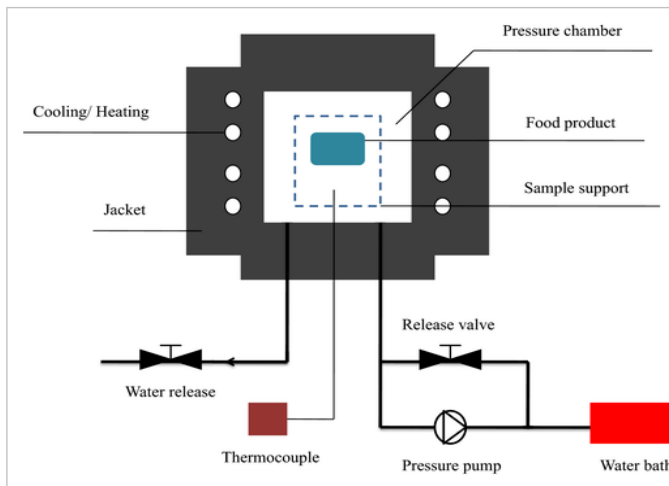 Pressure chamber
Cooling/ Heating
Food product
Sample support
Jacket
Release valve
Water release
Thermocouple
Pressure pump
Water bath